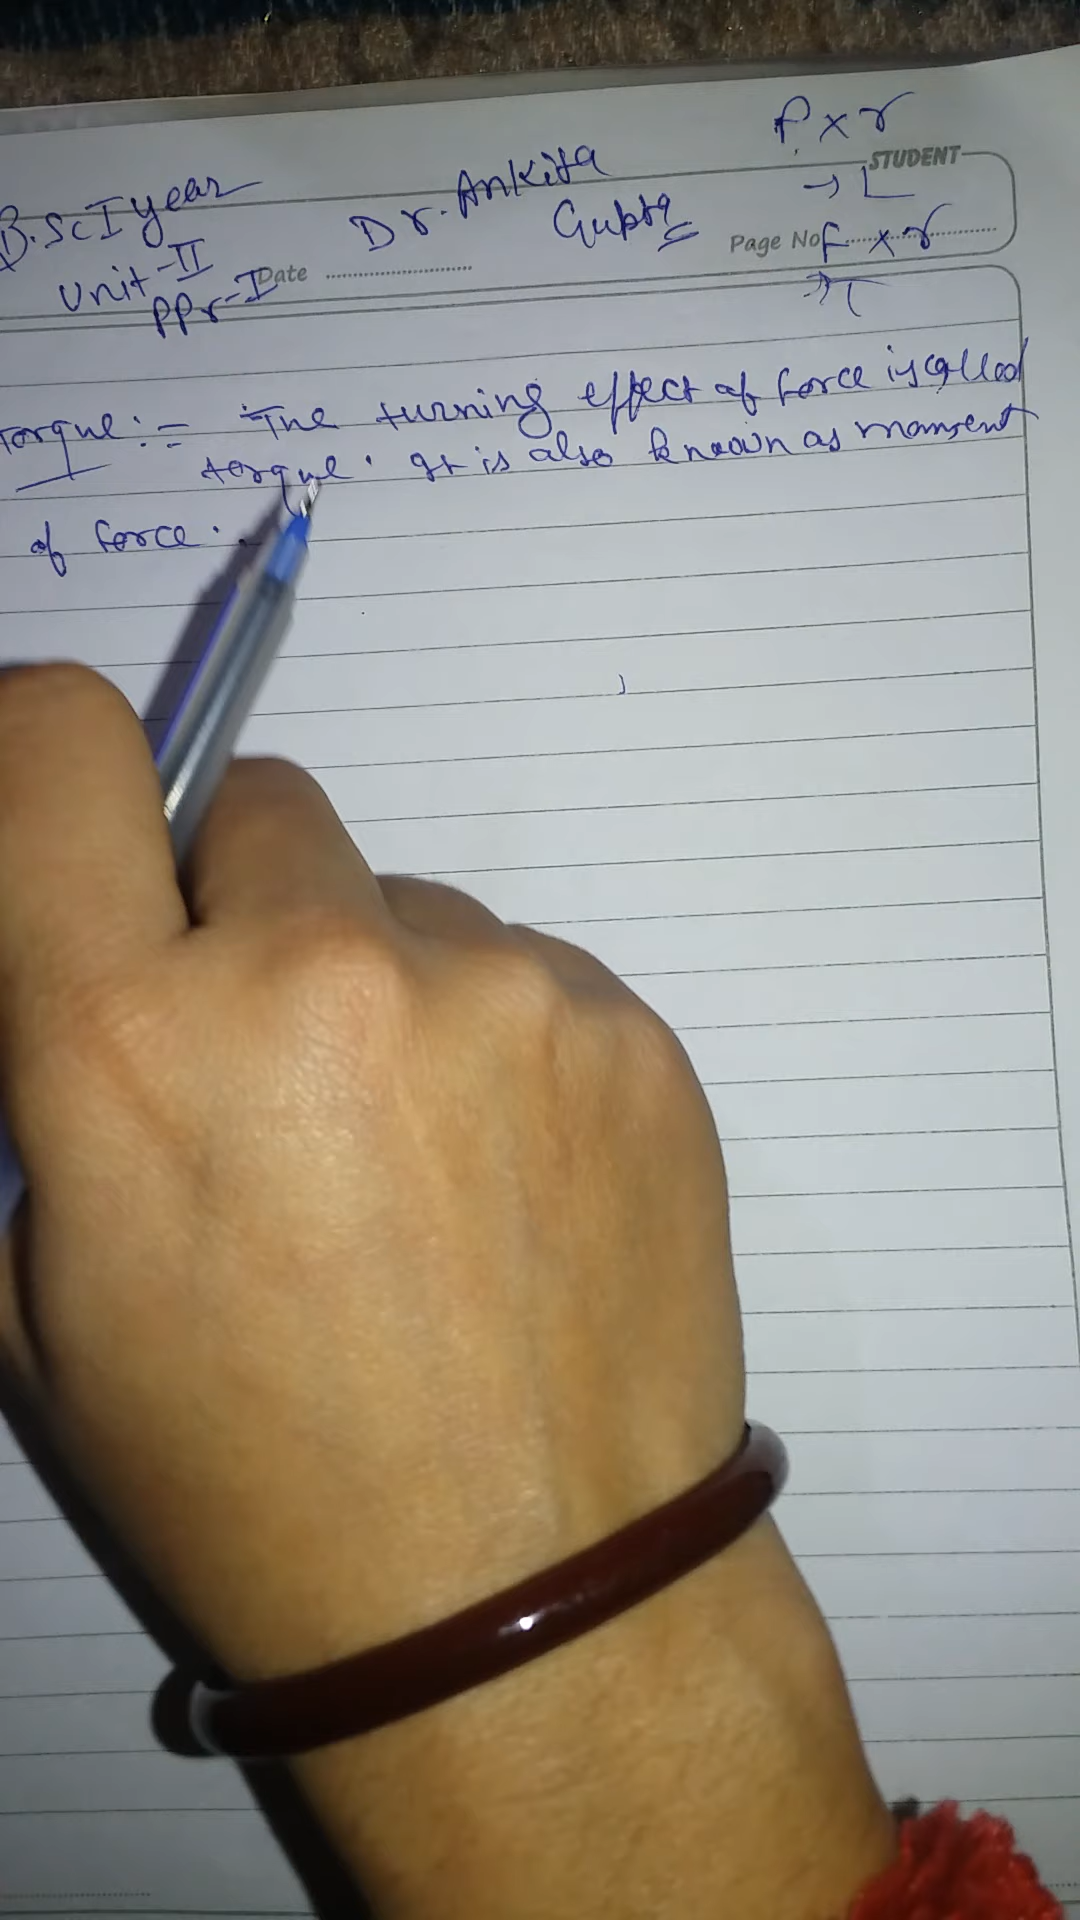 P × r
STUDENT
→ L
B.Sc I year
Dr. Ankita
Gupta
Unit-II
Date
Page No. F × r
PPr-I
→ τ
Torque:= The turning effect of force is called
torque. It is also known as moment
of force.